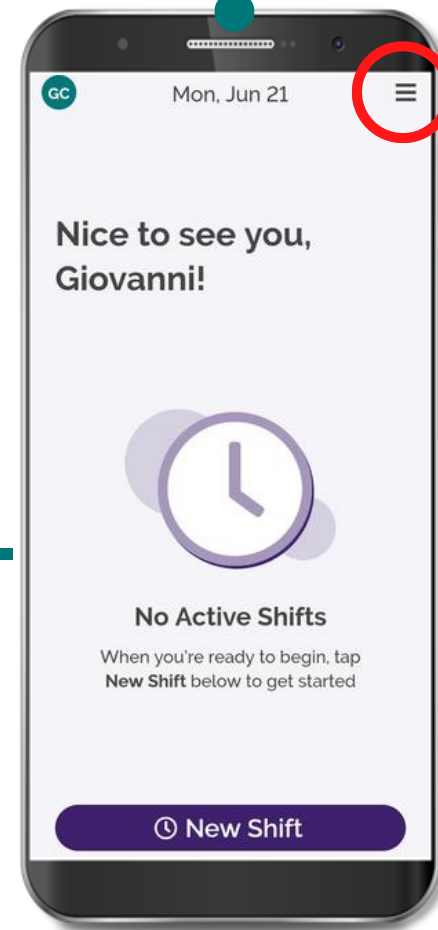 GC
Mon, Jun 21
Nice to see you,
Giovanni!
No Active Shifts
When you're ready to begin, tap
New Shift below to get started
New Shift